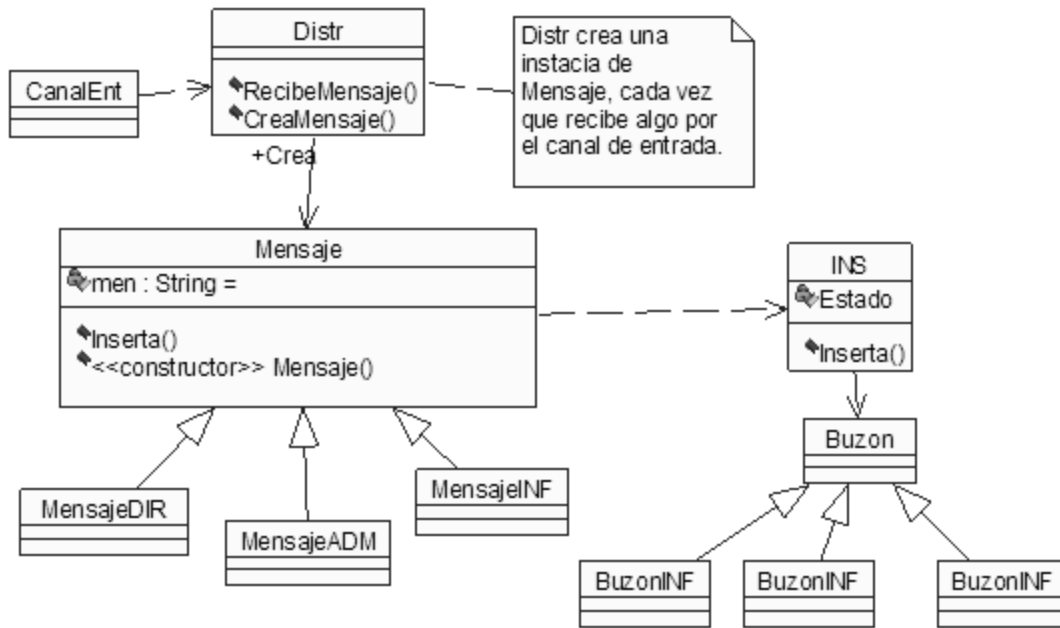 Distr
RecibeMensaje()
CreaMensaje()
CanalEnt
Distr crea una
instacia de
Mensaje, cada vez
que recibe algo por
el canal de entrada.
+Crea
Mensaje
men : String =
Inserta()
<<constructor>> Mensaje()
INS
Estado
Inserta()
Buzon
MensajeDIR
MensajeADM
MensajeINF
BuzonINF
BuzonINF
BuzonINF